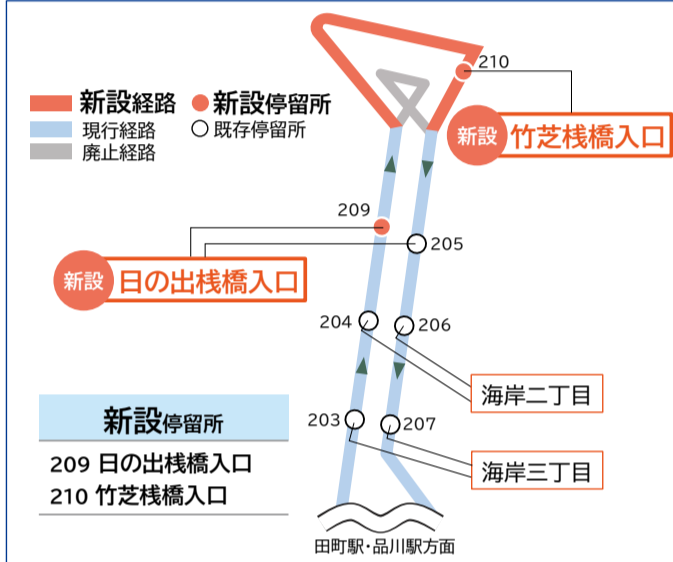 210
新設経路
新設停留所
現行経路
既存停留所
廃止経路
新設 竹芝桟橋入口
209
205
新設 日の出桟橋入口
204
206
海岸二丁目
新設停留所
203
207
209 日の出桟橋入口
海岸三丁目
210 竹芝桟橋入口
田町駅・品川駅方面